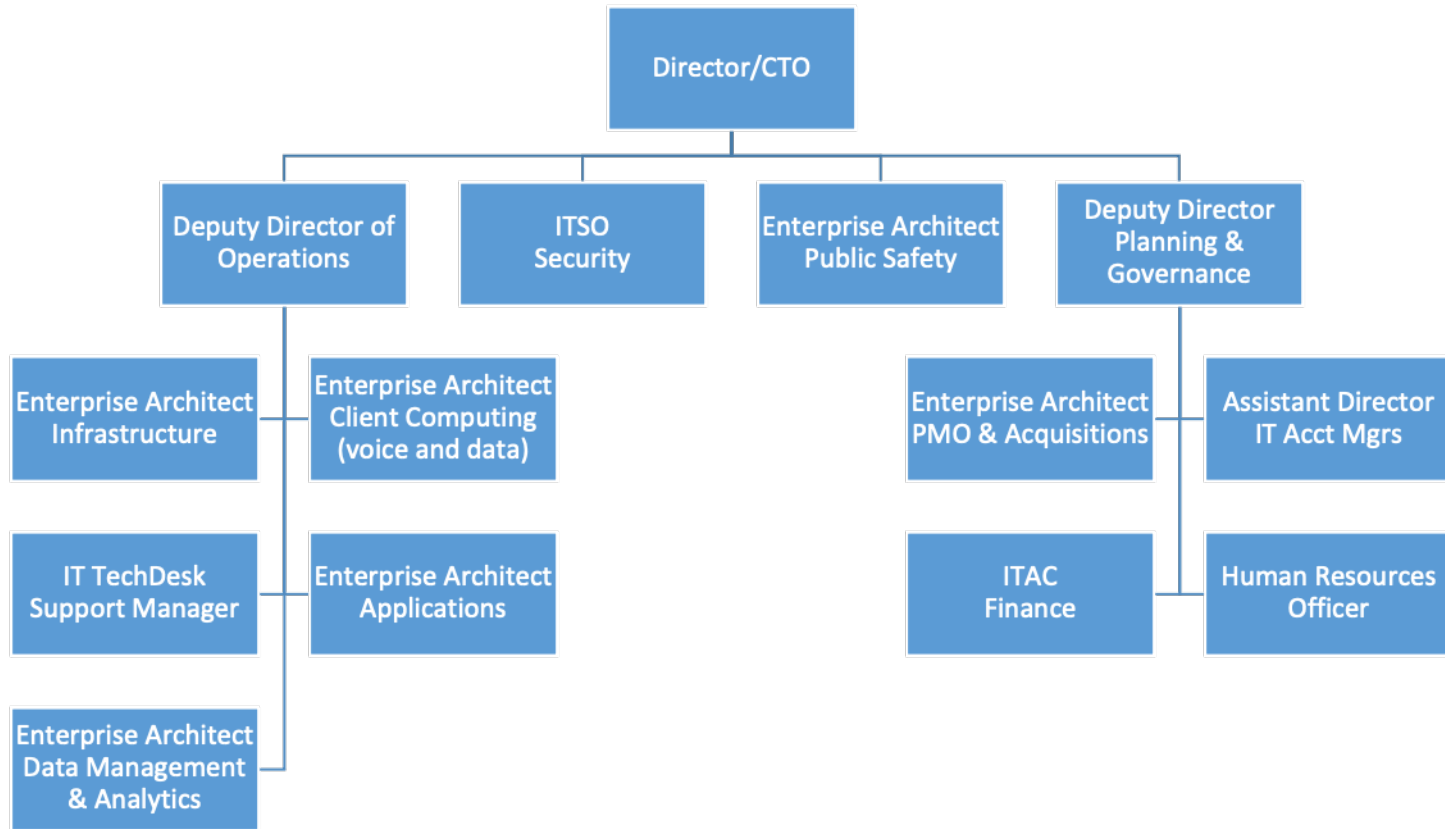 Director/CTO
Deputy Director of
Operations
ITSO
Security
Enterprise Architect
Public Safety
Deputy Director
Planning &
Governance
Enterprise Architect
Infrastructure
Enterprise Architect
Client Computing
(voice and data)
Enterprise Architect
PMO & Acquisitions
Assistant Director
IT Acct Mgrs
IT TechDesk
Support Manager
Enterprise Architect
Applications
ITAC
Finance
Human Resources
Officer
Enterprise Architect
Data Management
& Analytics